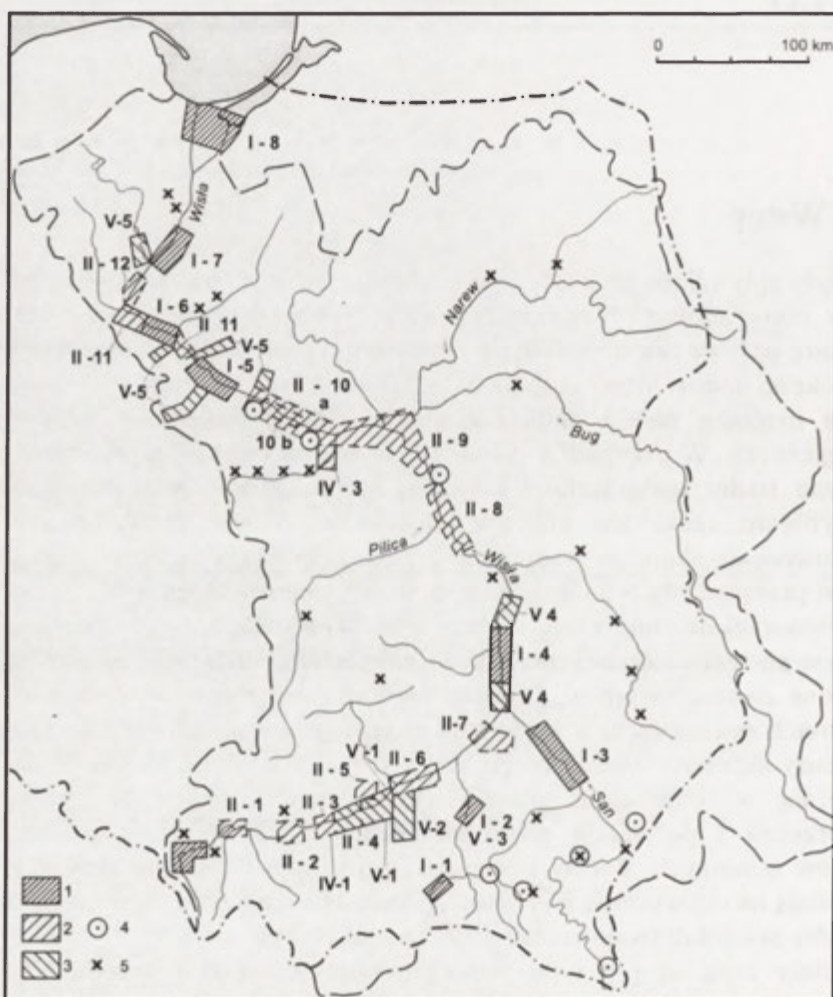 0 100 km
I - 8
Wisła
V-5
I - 7
II - 12
I - 6
II 11
II -11
V-5
I - 5
V-5
II - 10
a
10 b
IV - 3
II - 9
II - 8
Narew
Bug
Pilica
Wisła
V 4
I - 4
V 4
II-7
I - 3
San
V -1
II - 6
II - 5
II - 1
II - 3
II - 2
II - 4
IV-1
V-1
V-2
I - 2
V - 3
I - 1
1
2 4
3 5